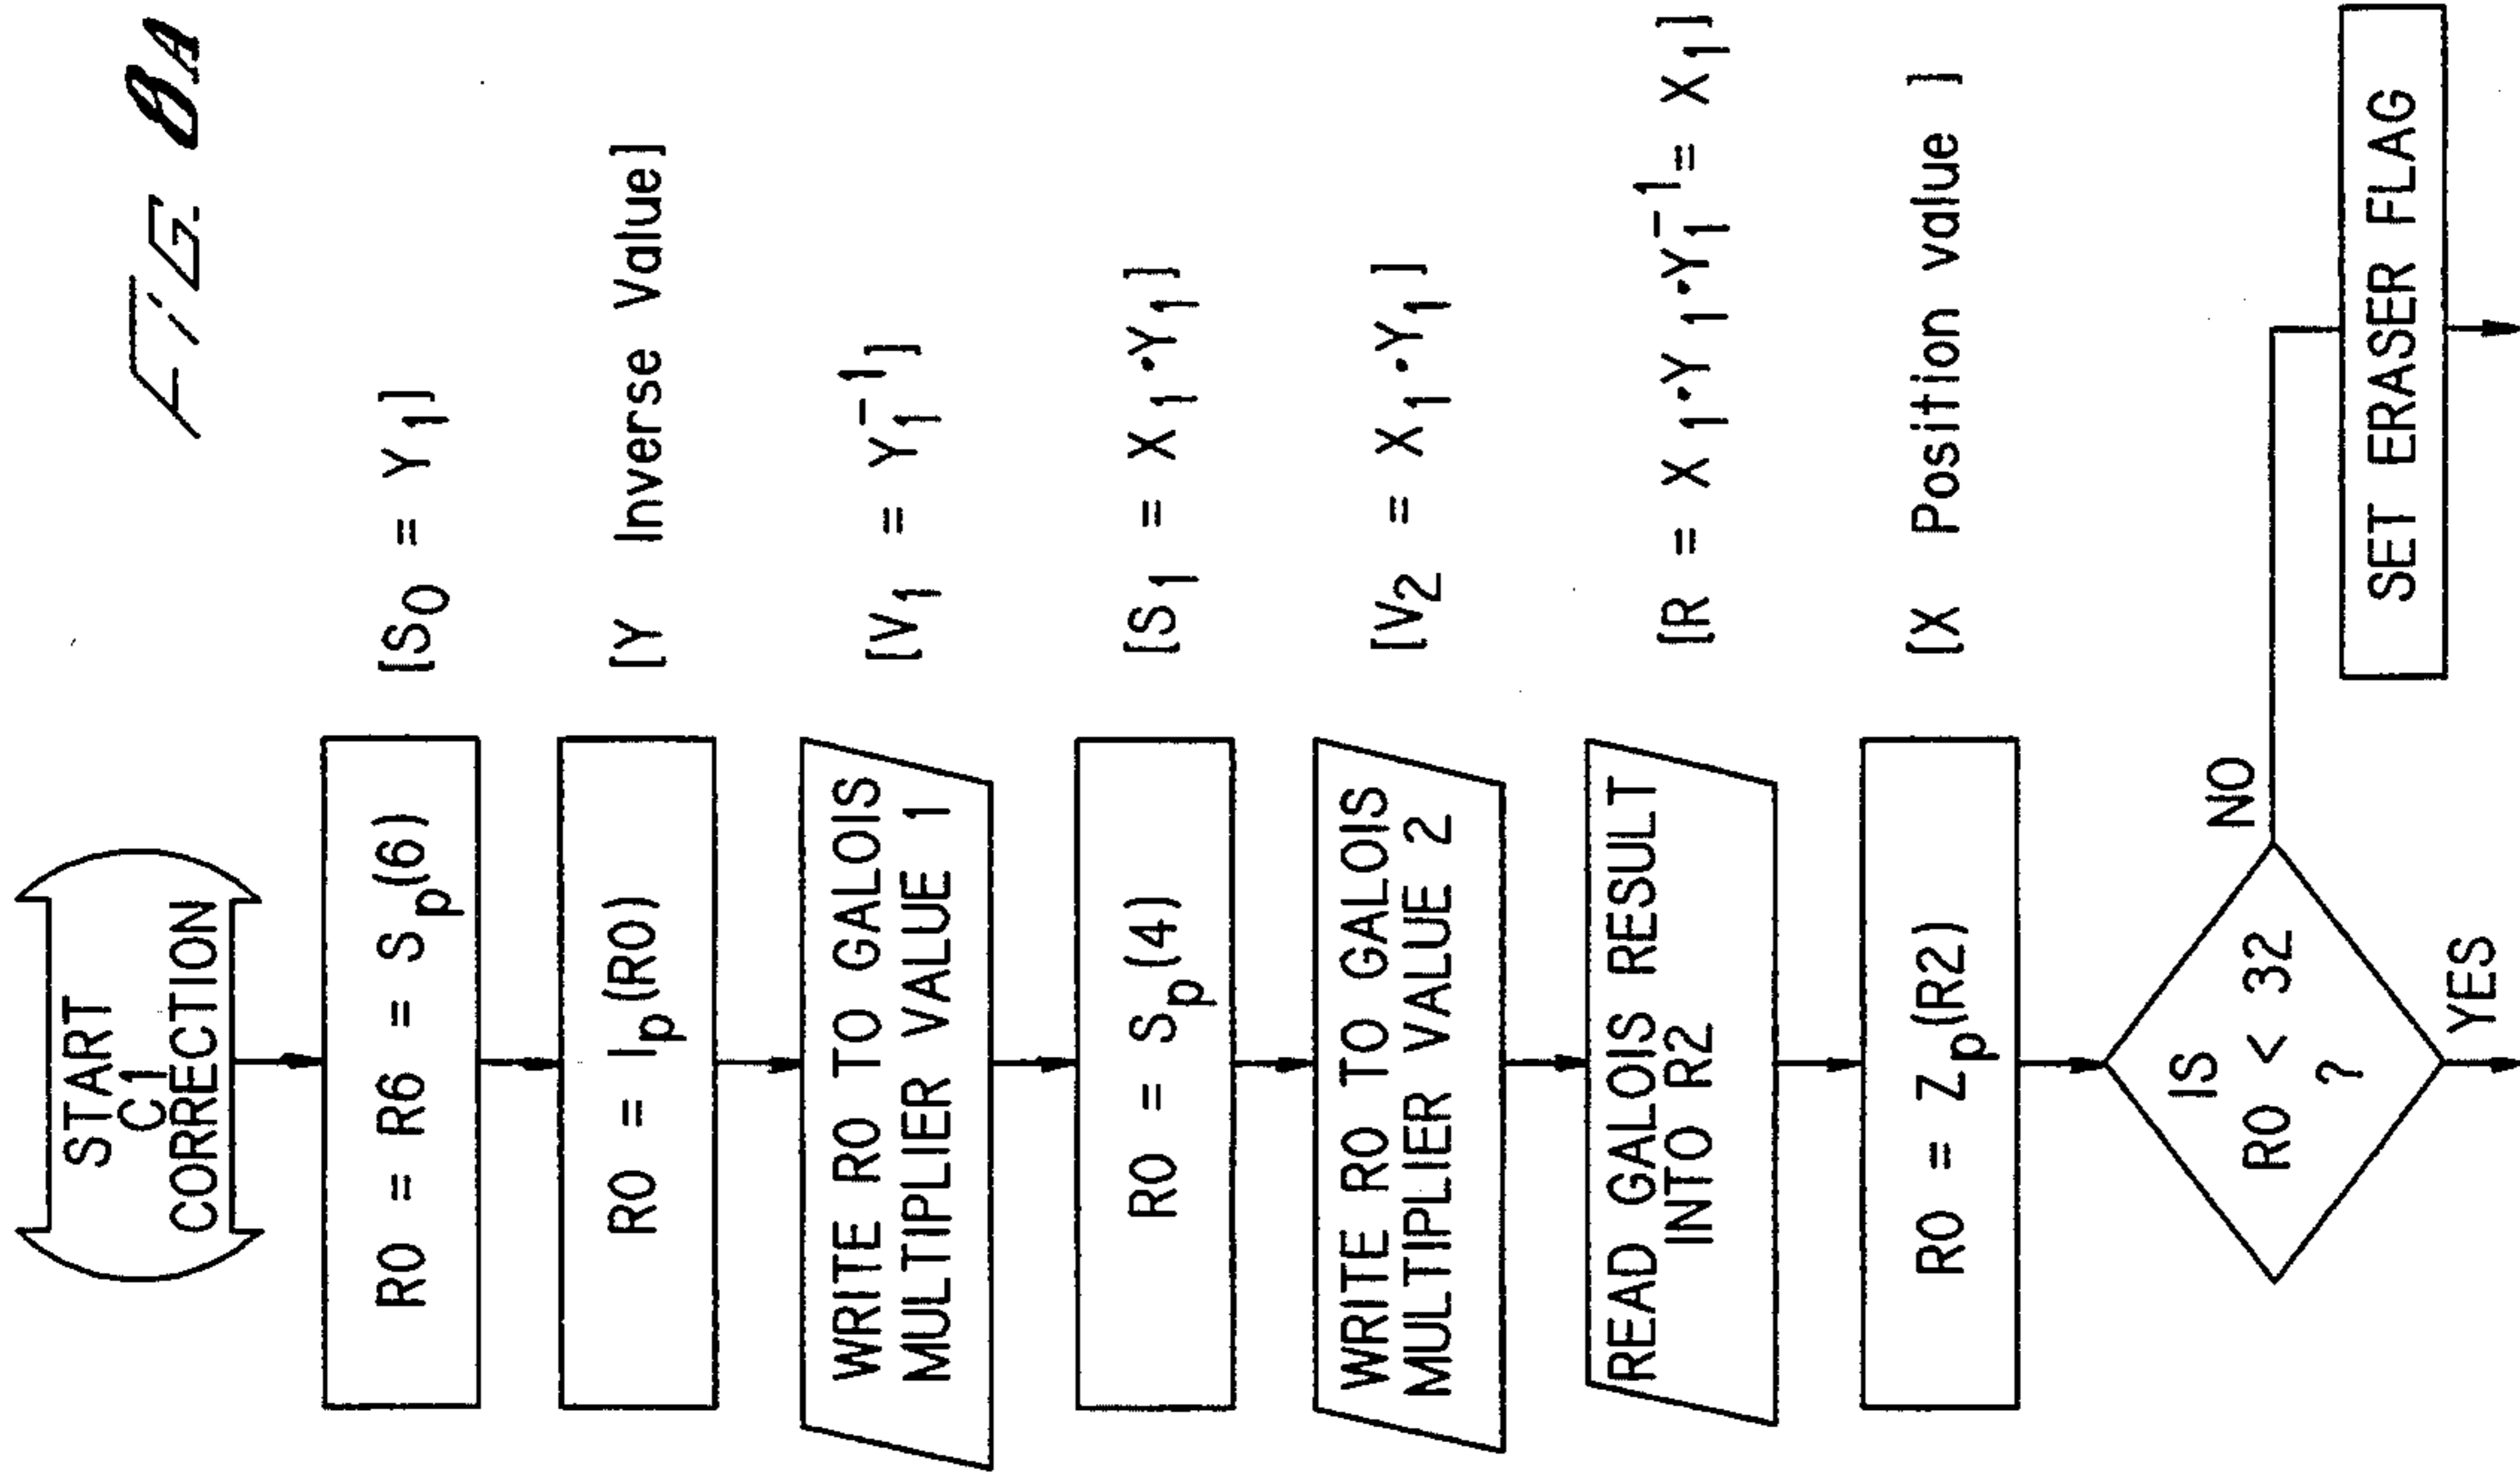 FIG. 8A
START
C1
CORRECTION
R0 = R6 = Sp(6)
[S0 = Y1]
R0 = Ip(R0)
[Y Inverse Value]
WRITE R0 TO GALOIS
MULTIPLIER VALUE 1
[V1 = Y1^-1]
R0 = Sp(4)
[S1 = X1·Y1]
WRITE R0 TO GALOIS
MULTIPLIER VALUE 2
[V2 = X1·Y1]
READ GALOIS RESULT
INTO R2
[R = X1·Y1·Y1^-1 = X1]
R0 = Zp(R2)
[X Position value ]
IS
R0 < 32
?
NO
YES
SET ERASER FLAG